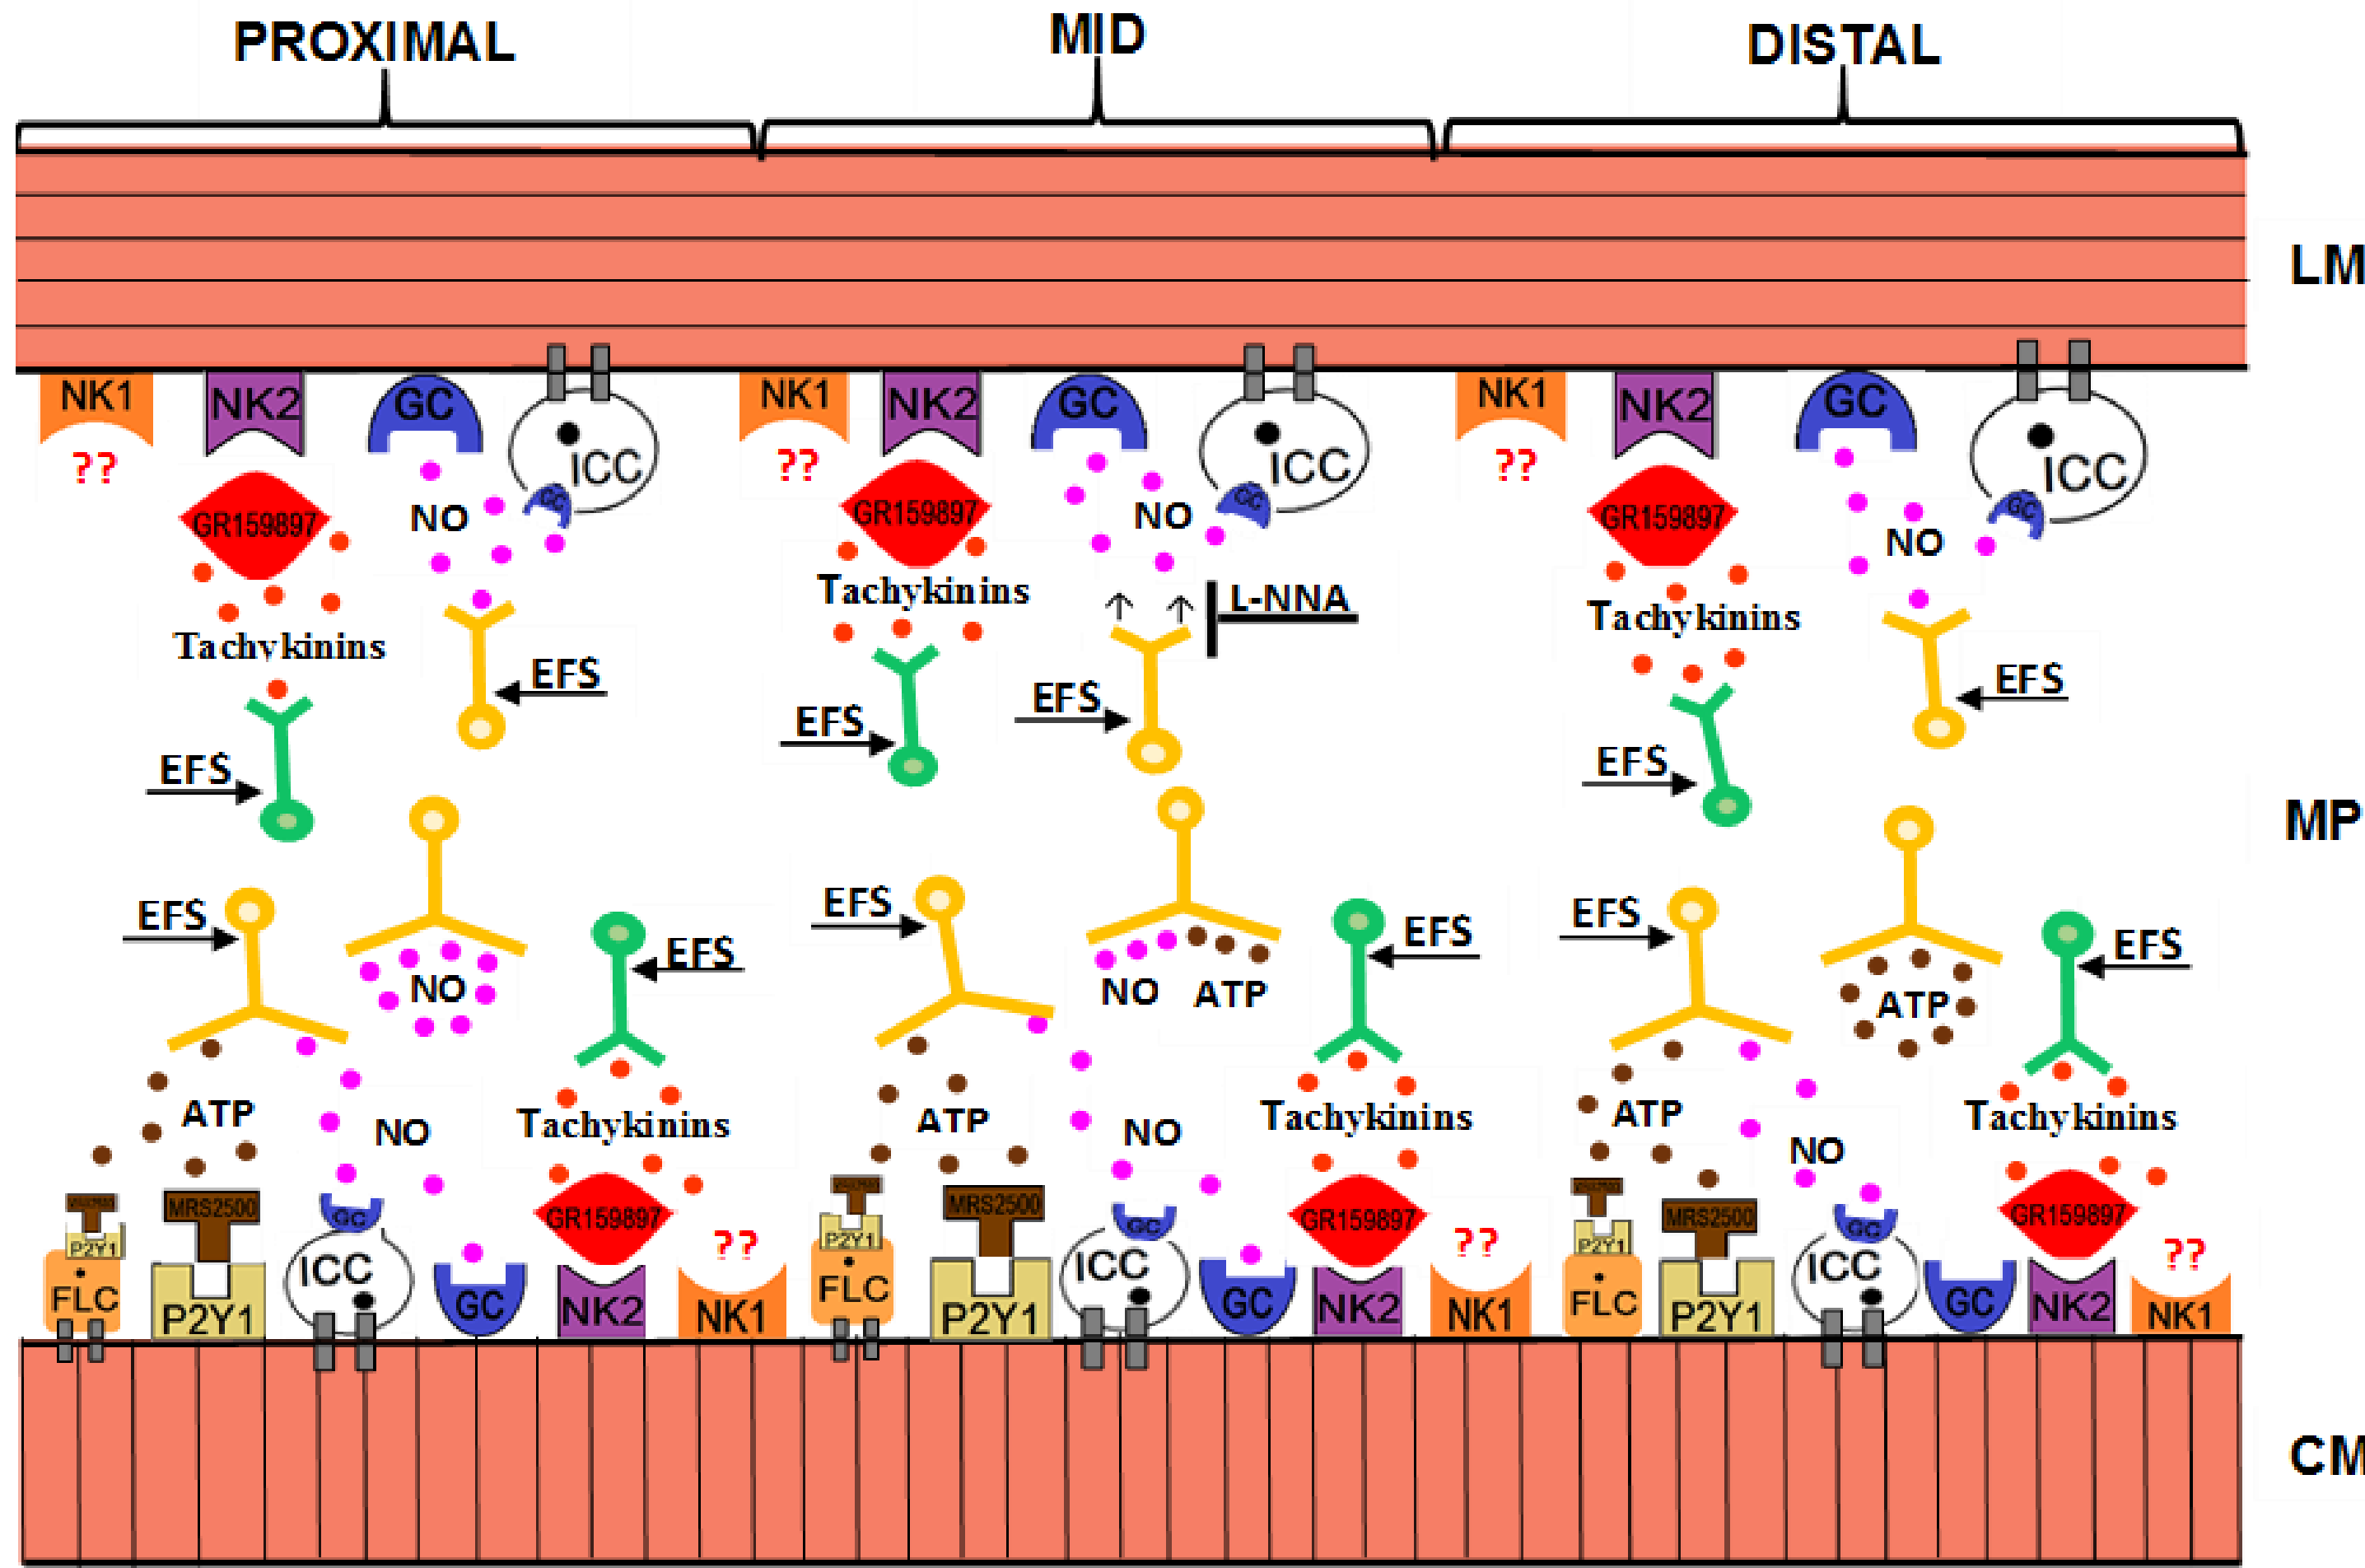 PROXIMAL
MID
DISTAL
LM
NK1
NK2
GC
ICC
GC
??
GR159897
NO
Tachykinins
EFS
EFS
NK1
NK2
GC
ICC
GC
??
GR159897
NO
Tachykinins
L-NNA
EFS
EFS
NK1
NK2
GC
ICC
GC
??
GR159897
NO
Tachykinins
EFS
EFS
MP
EFS
NO
EFS
ATP
NO
Tachykinins
MRS2500
P2Y1
FLC
MRS2500
P2Y1
GC
ICC
GC
GR159897
NK2
??
NK1
EFS
NO
ATP
EFS
ATP
NO
Tachykinins
MRS2500
P2Y1
FLC
MRS2500
P2Y1
GC
ICC
GC
GR159897
NK2
??
NK1
EFS
ATP
EFS
ATP
NO
Tachykinins
MRS2500
P2Y1
FLC
MRS2500
P2Y1
GC
ICC
GC
GR159897
NK2
??
NK1
CM